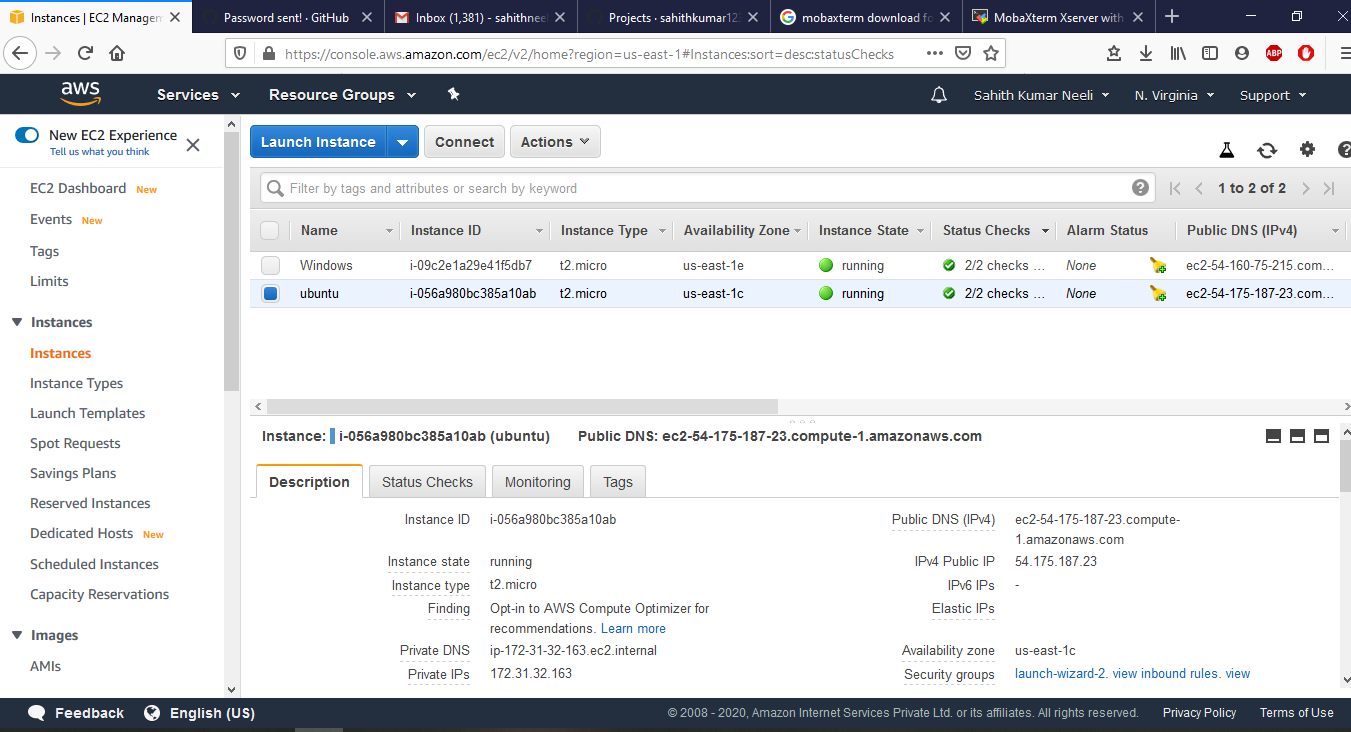 Instances | EC2 Managem
Password sent! · GitHub
Inbox (1,381) - sahithneel
Projects · sahithkumar12
mobaxterm download fo
MobaXterm Xserver with
https://console.aws.amazon.com/ec2/v2/home?region=us-east-1#Instances:sort=desc:statusChecks
ABP
aws
Services
Resource Groups
Sahith Kumar Neeli
N. Virginia
Support
New EC2 Experience
Tell us what you think
EC2 Dashboard New
Events New
Tags
Limits
Instances
Instances
Instance Types
Launch Templates
Spot Requests
Savings Plans
Reserved Instances
Dedicated Hosts New
Scheduled Instances
Capacity Reservations
Images
AMIs
Launch Instance
Connect
Actions
Filter by tags and attributes or search by keyword
1 to 2 of 2
Name Instance ID Instance Type Availability Zone Instance State Status Checks Alarm Status Public DNS (IPv4)
Windows i-09c2e1a29e41f5db7 t2.micro us-east-1e running 2/2 checks ... None ec2-54-160-75-215.com...
ubuntu i-056a980bc385a10ab t2.micro us-east-1c running 2/2 checks ... None ec2-54-175-187-23.com...
Instance: i-056a980bc385a10ab (ubuntu) Public DNS: ec2-54-175-187-23.compute-1.amazonaws.com
Description Status Checks Monitoring Tags
Instance ID i-056a980bc385a10ab
Instance state running
Instance type t2.micro
Finding Opt-in to AWS Compute Optimizer for
recommendations. Learn more
Private DNS ip-172-31-32-163.ec2.internal
Private IPs 172.31.32.163
Public DNS (IPv4) ec2-54-175-187-23.compute-
1.amazonaws.com
IPv4 Public IP 54.175.187.23
IPv6 IPs -
Elastic IPs
Availability zone us-east-1c
Security groups launch-wizard-2. view inbound rules. view
Feedback
English (US)
© 2008 - 2020, Amazon Internet Services Private Ltd. or its affiliates. All rights reserved.
Privacy Policy
Terms of Use